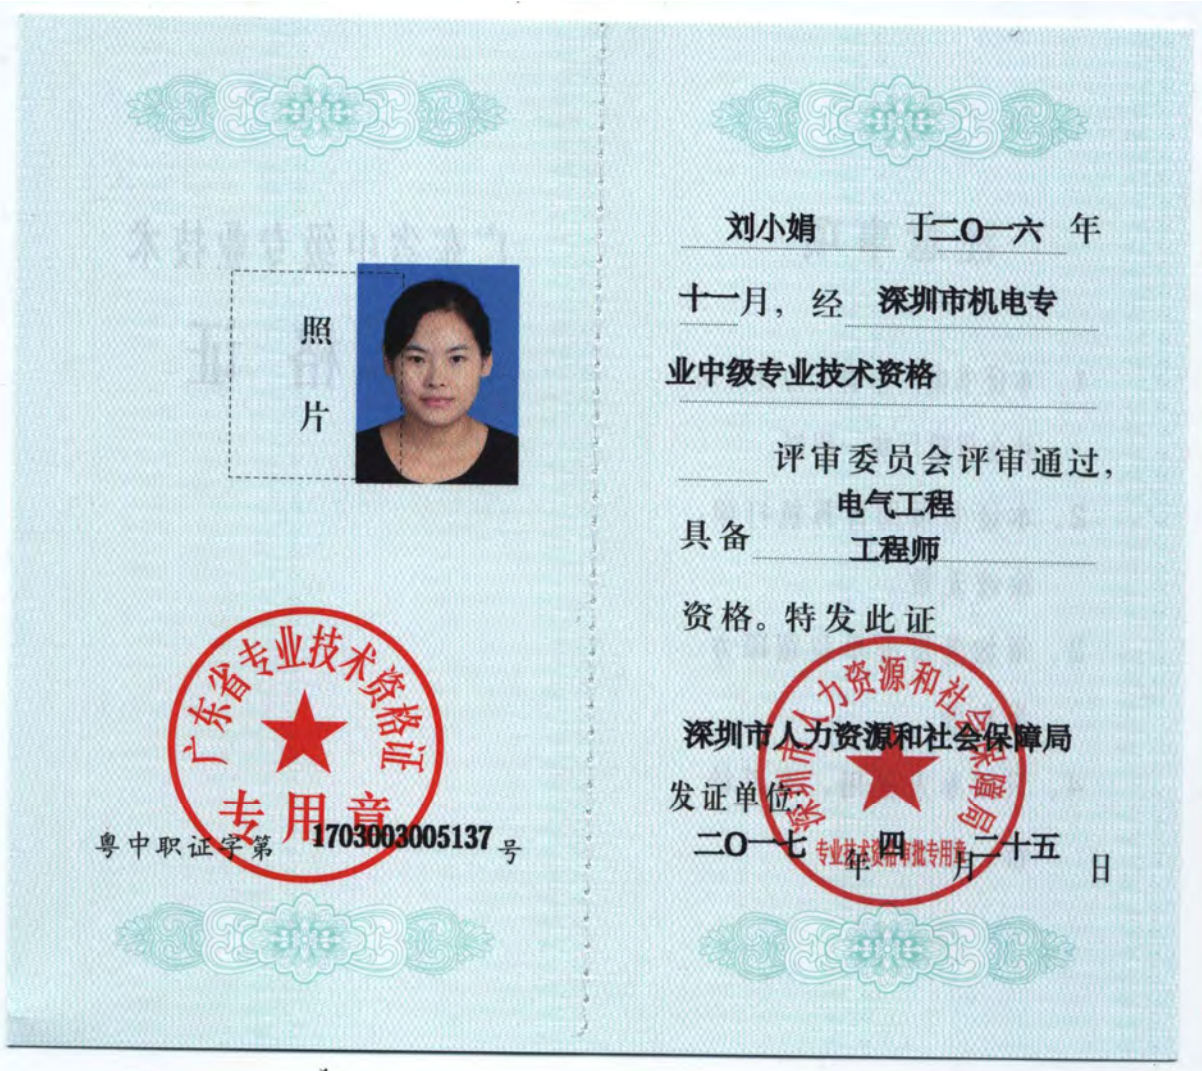 照
片
广东省专业技术资格证
专用章
粤中职证字第 1703003005137 号
刘小娟 于二〇一六 年
十一月，经 深圳市机电专
业中级专业技术资格
评审委员会评审通过，
电气工程
具备 工程师
资格。特发此证
深圳市人力资源和社会保障局
深圳市人力资源和社会保障局
发证单位：
专业技术资格审批专用章
二〇一七 年 四 月 二十五 日